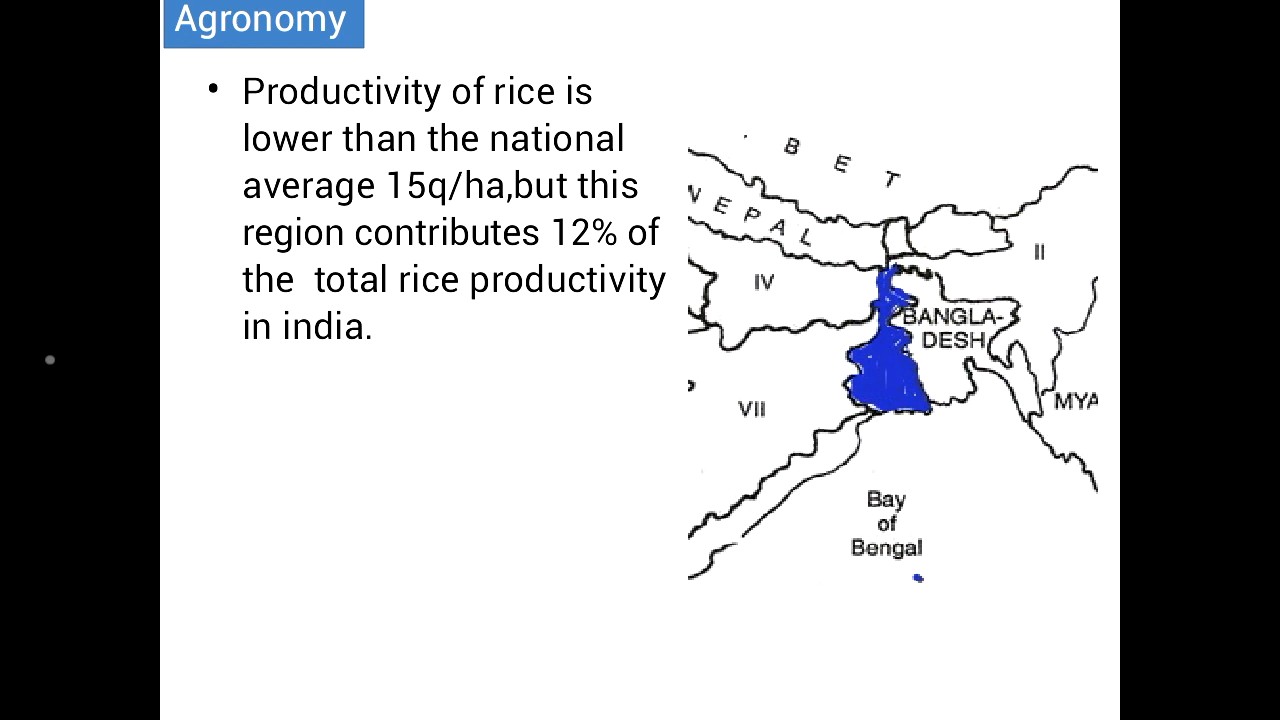 Agronomy
• Productivity of rice is
lower than the national
average 15q/ha,but this
region contributes 12% of
the  total rice productivity
in india.
B E T
NEPAL
II
IV
BANGLA-
DESH
VII
MYA
Bay
of
Bengal